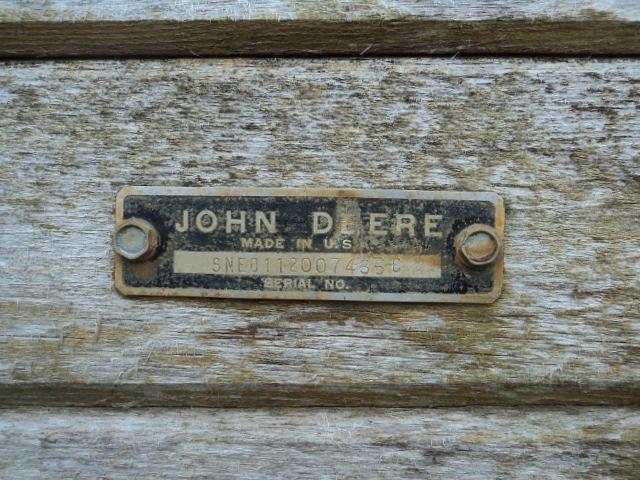 JOHN DEERE
MADE IN U.S.
SERIAL NO.